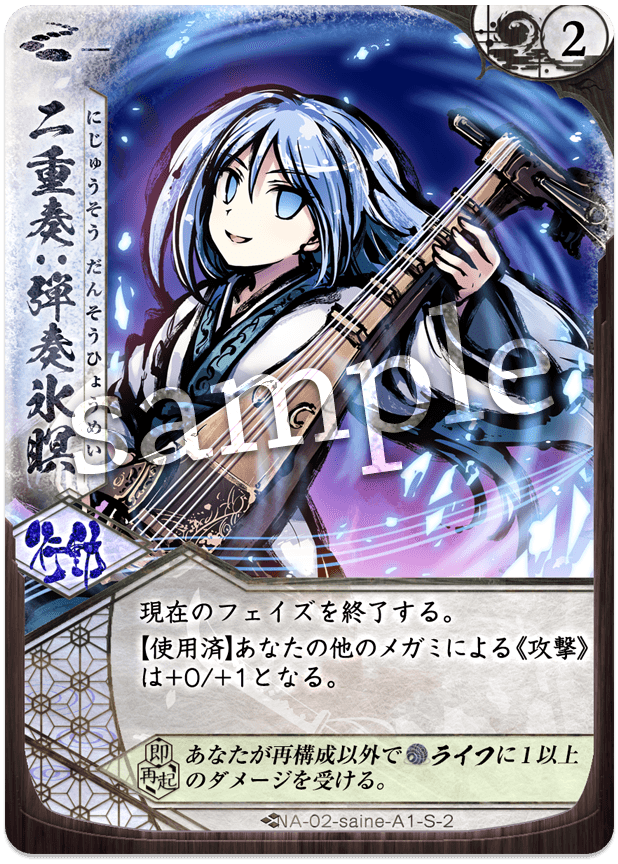 2
二重奏:弾奏氷瞑
にじゅうそう だんそうひょうめい
sample
行動
現在のフェイズを終了する。
【使用済】あなたの他のメガミによる《攻撃》
は+0/+1となる。
即再起
あなたが再構成以外でライフに1以上
のダメージを受ける。
NA-02-saine-A1-S-2